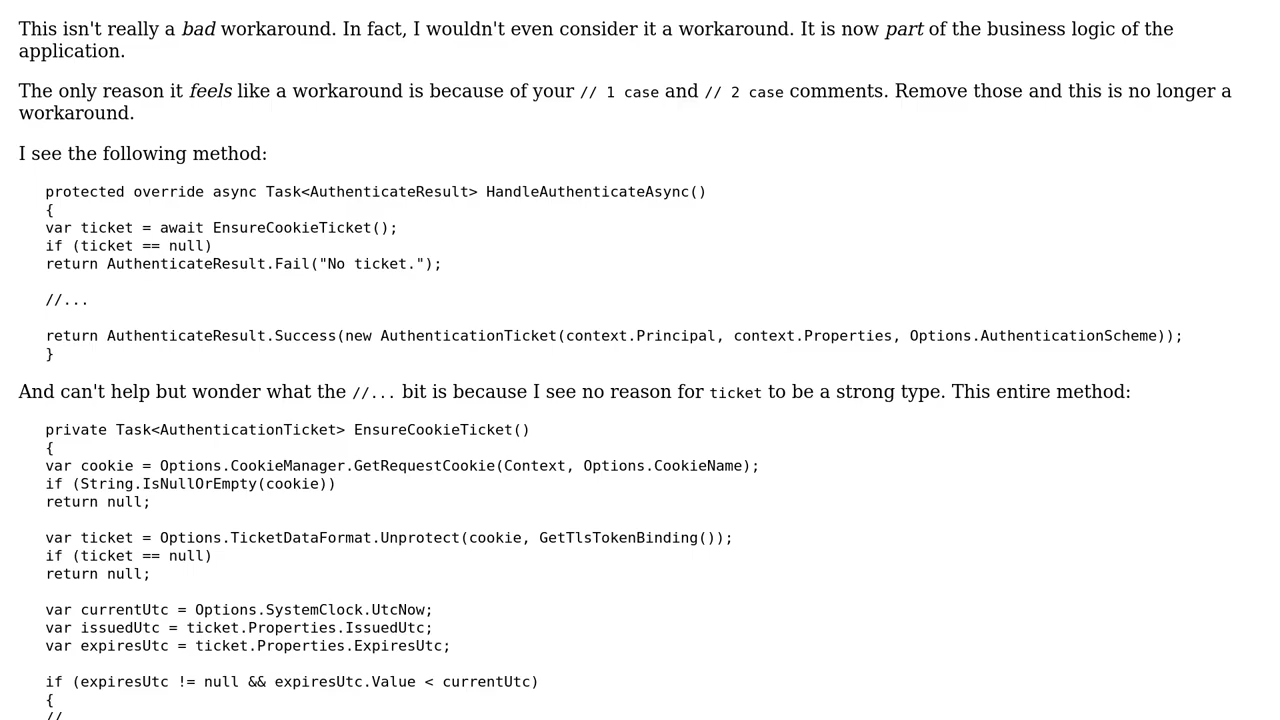 This isn't really a bad workaround. In fact, I wouldn't even consider it a workaround. It is now part of the business logic of the
application.
The only reason it feels like a workaround is because of your // 1 case and // 2 case comments. Remove those and this is no longer a
workaround.
I see the following method:
protected override async Task<AuthenticateResult> HandleAuthenticateAsync()
{
var ticket = await EnsureCookieTicket();
if (ticket == null)
return AuthenticateResult.Fail("No ticket.");
//...
return AuthenticateResult.Success(new AuthenticationTicket(context.Principal, context.Properties, Options.AuthenticationScheme));
}
And can't help but wonder what the //... bit is because I see no reason for ticket to be a strong type. This entire method:
private Task<AuthenticationTicket> EnsureCookieTicket()
{
var cookie = Options.CookieManager.GetRequestCookie(Context, Options.CookieName);
if (String.IsNullOrEmpty(cookie))
return null;
var ticket = Options.TicketDataFormat.Unprotect(cookie, GetTlsTokenBinding());
if (ticket == null)
return null;
var currentUtc = Options.SystemClock.UtcNow;
var issuedUtc = ticket.Properties.IssuedUtc;
var expiresUtc = ticket.Properties.ExpiresUtc;
if (expiresUtc != null && expiresUtc.Value < currentUtc)
{
//